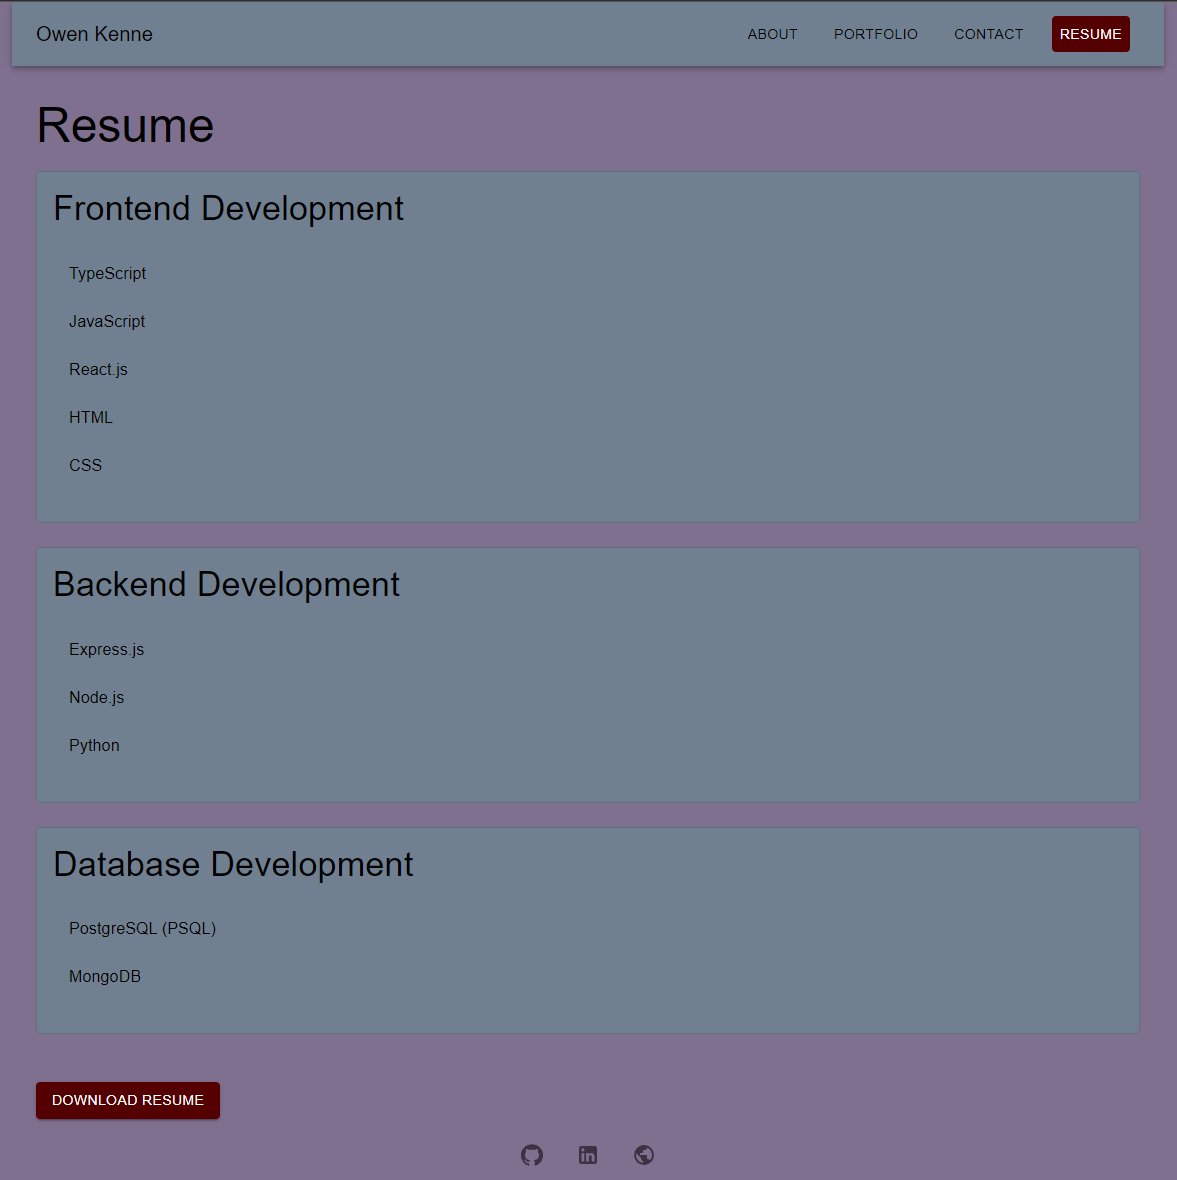 Owen Kenne
ABOUT
PORTFOLIO
CONTACT
RESUME
Resume
Frontend Development
TypeScript
JavaScript
React.js
HTML
CSS
Backend Development
Express.js
Node.js
Python
Database Development
PostgreSQL (PSQL)
MongoDB
DOWNLOAD RESUME
in